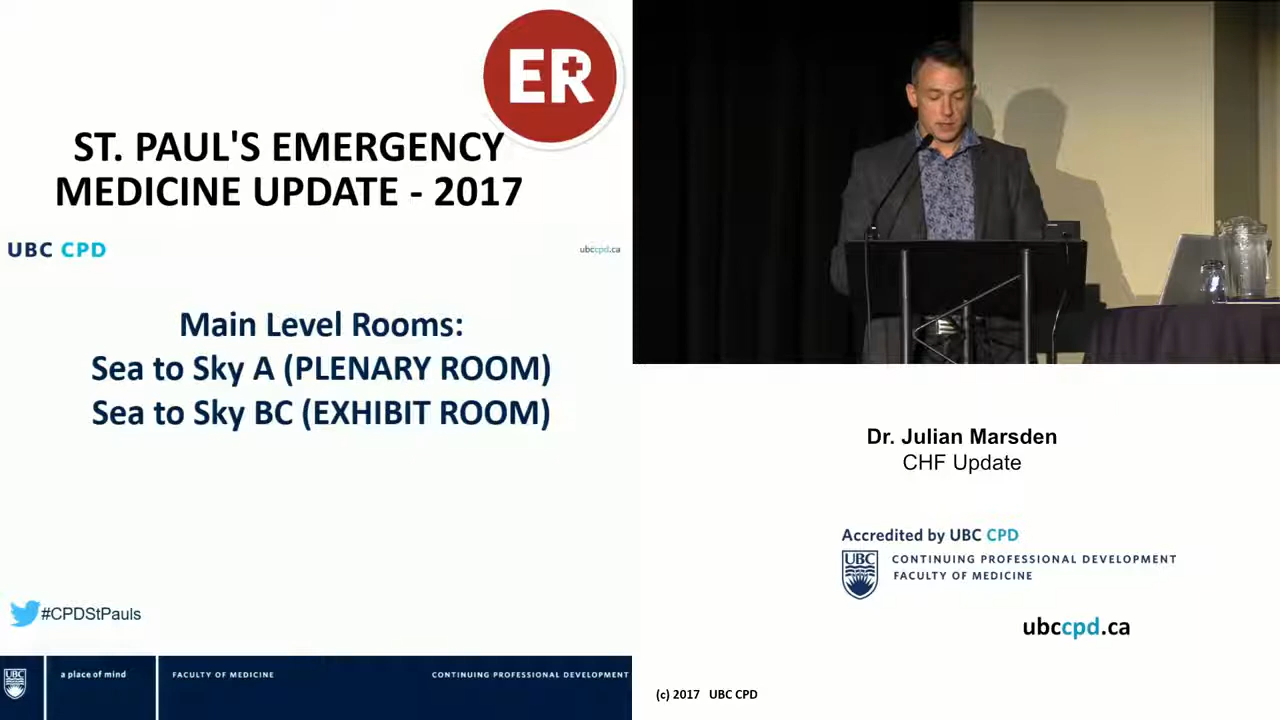 ER
ST. PAUL'S EMERGENCY
MEDICINE UPDATE - 2017
UBC CPD
ubccpd.ca
Main Level Rooms:
Sea to Sky A (PLENARY ROOM)
Sea to Sky BC (EXHIBIT ROOM)
#CPDStPauls
UBC
a place of mind
FACULTY OF MEDICINE
CONTINUING PROFESSIONAL DEVELOPMENT
Dr. Julian Marsden
CHF Update
Accredited by UBC CPD
UBC
CONTINUING PROFESSIONAL DEVELOPMENT
FACULTY OF MEDICINE
ubccpd.ca
(c) 2017 UBC CPD